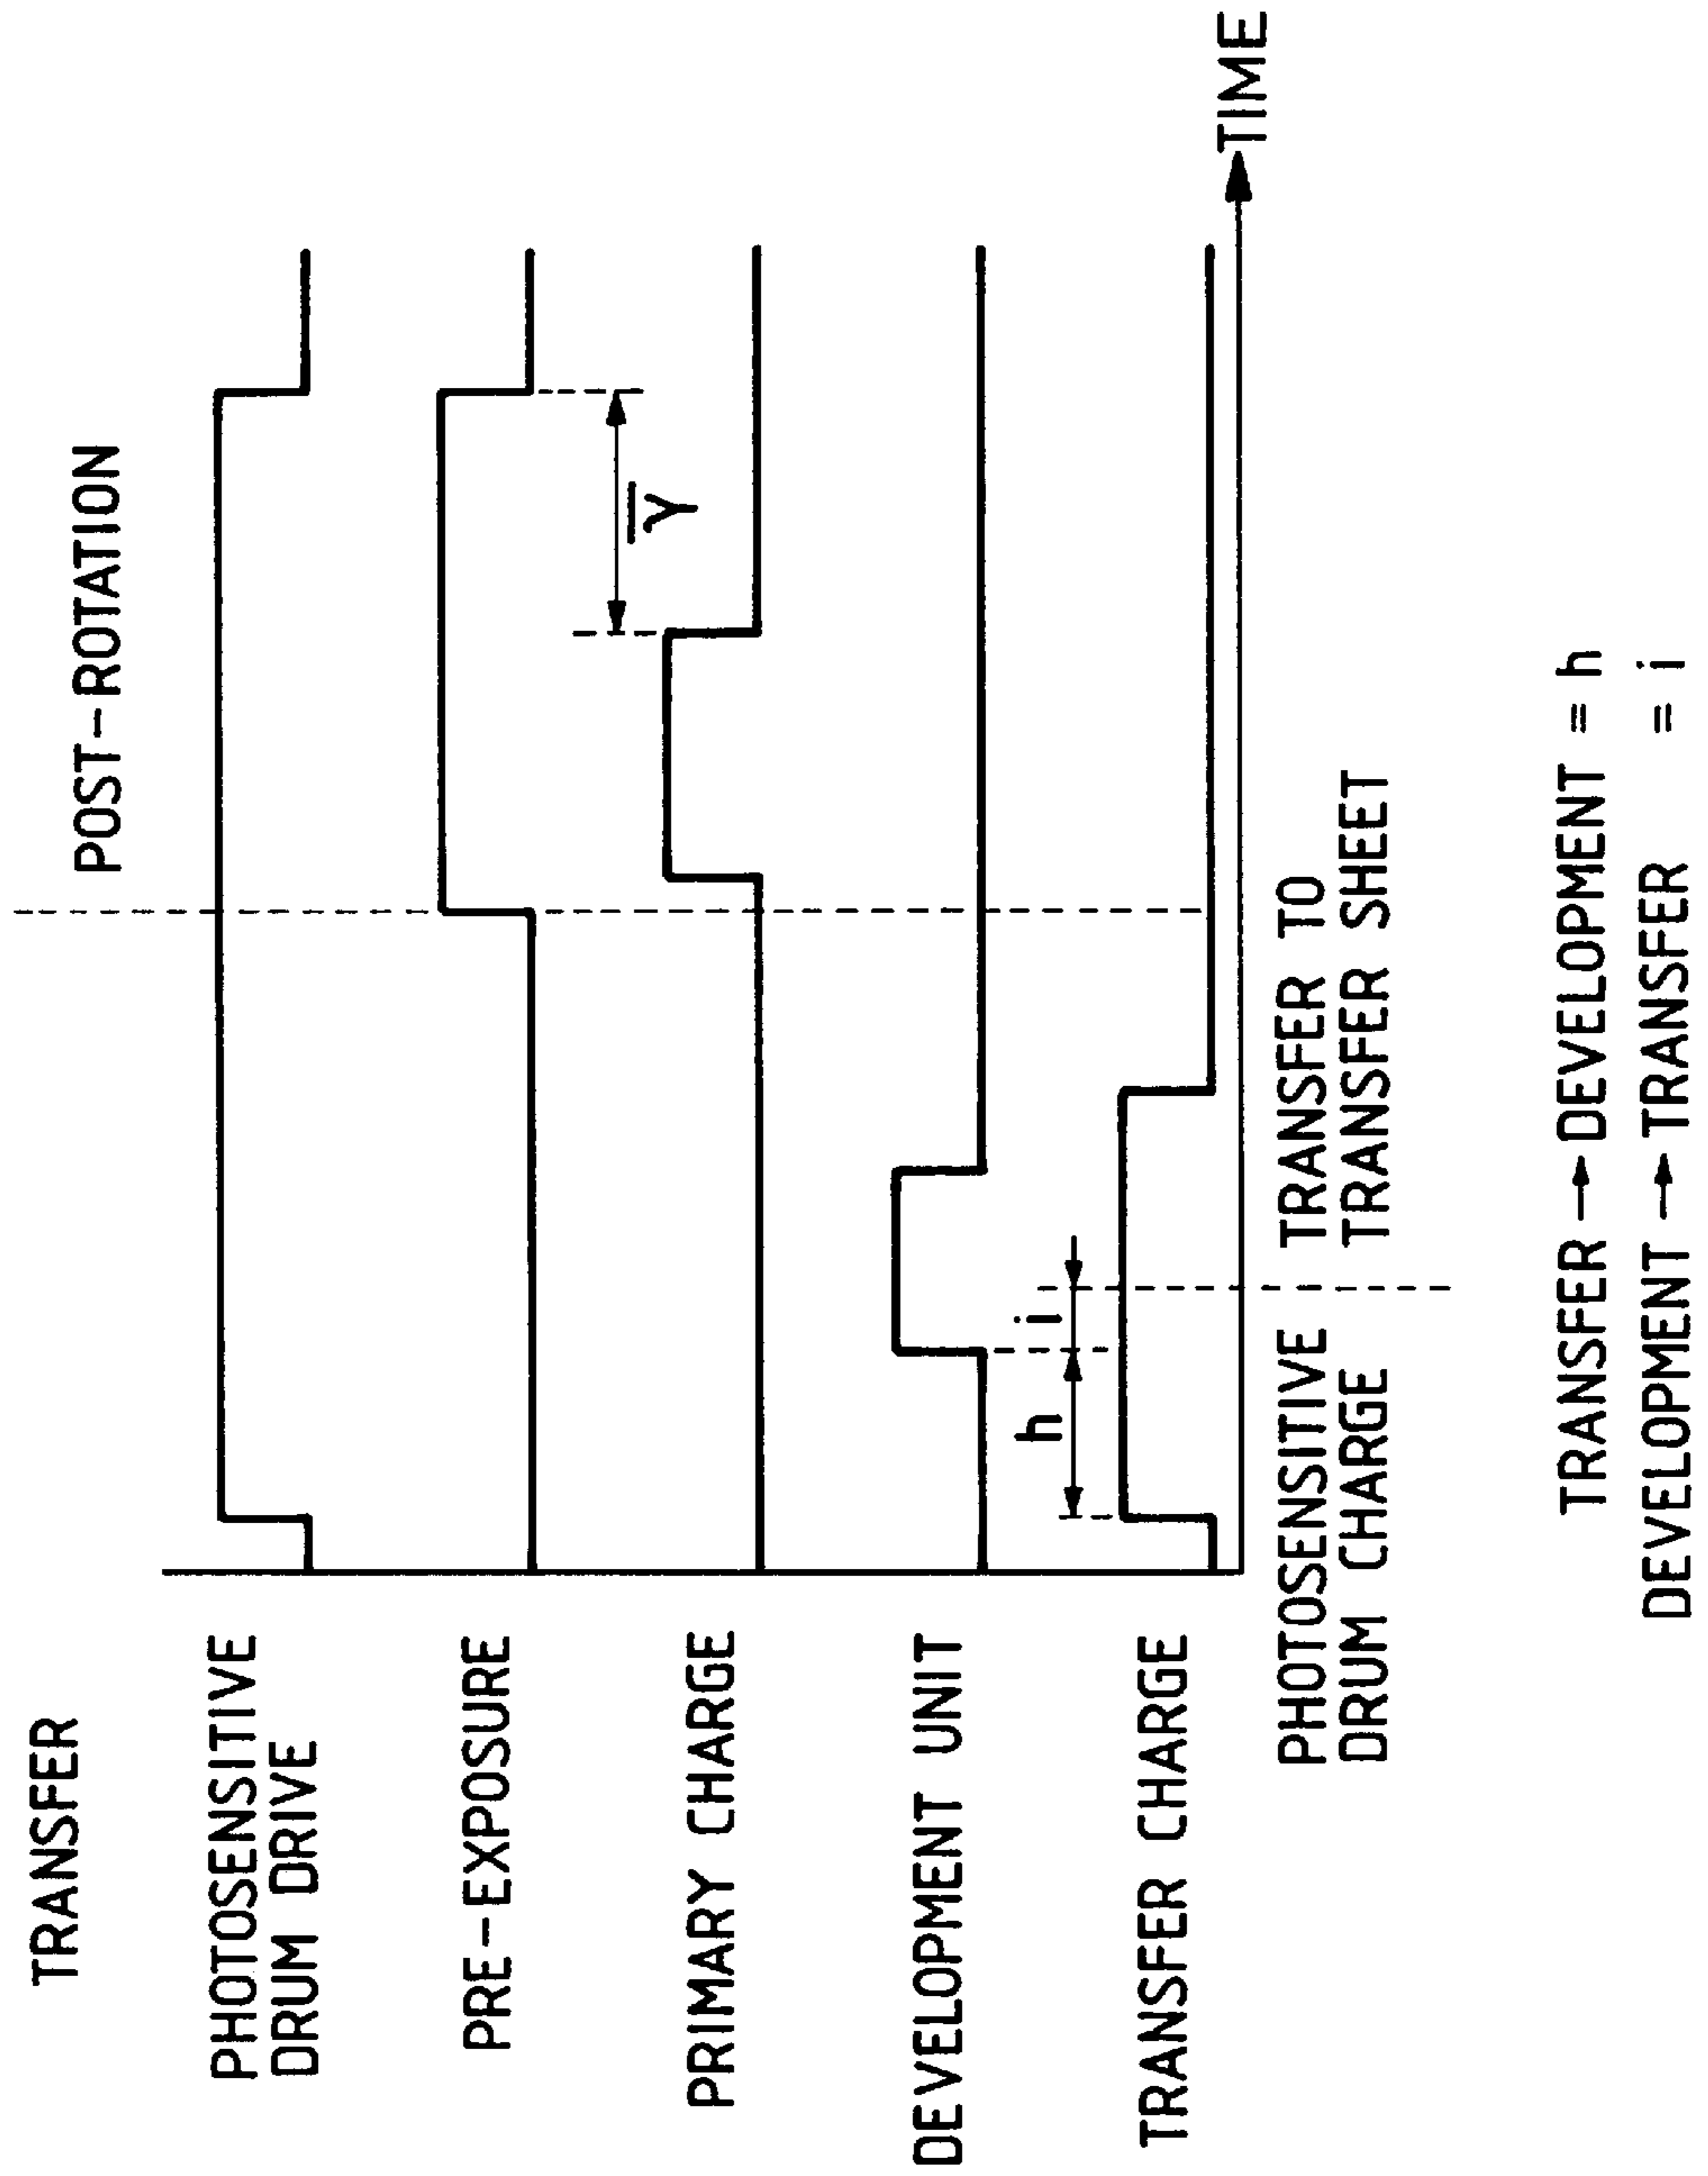 TRANSFER
POST-ROTATION
PHOTOSENSITIVE
DRUM DRIVE
PRE-EXPOSURE
γ
PRIMARY CHARGE
DEVELOPMENT UNIT
h
i
TRANSFER CHARGE
TIME
PHOTOSENSITIVE
DRUM CHARGE
TRANSFER TO
TRANSFER SHEET
TRANSFER → DEVELOPMENT = h
DEVELOPMENT → TRANSFER = i